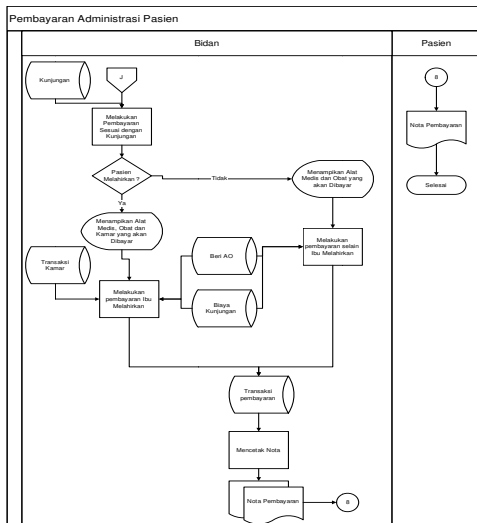 Pembayaran Administrasi Pasien
Bidan
Pasien
Kunjungan
J
Melakukan
Pembayaran
Sesuai dengan
Kunjungan
Pasien
Melahirkan ?
Tidak
Ya
Menampikan Alat
Medis dan Obat yang
akan Dibayar
Menampikan Alat
Medis, Obat dan
Kamar yang akan
Dibayar
Transaksi
Kamar
Melakukan
pembayaran Ibu
Melahirkan
Beri AO
Biaya
Kunjungan
Melakukan
pembayaran selain
Ibu Melahirkan
Transaksi
pembayaran
Mencetak Nota
Nota Pembayaran
8
8
Nota Pembayaran
Selesai